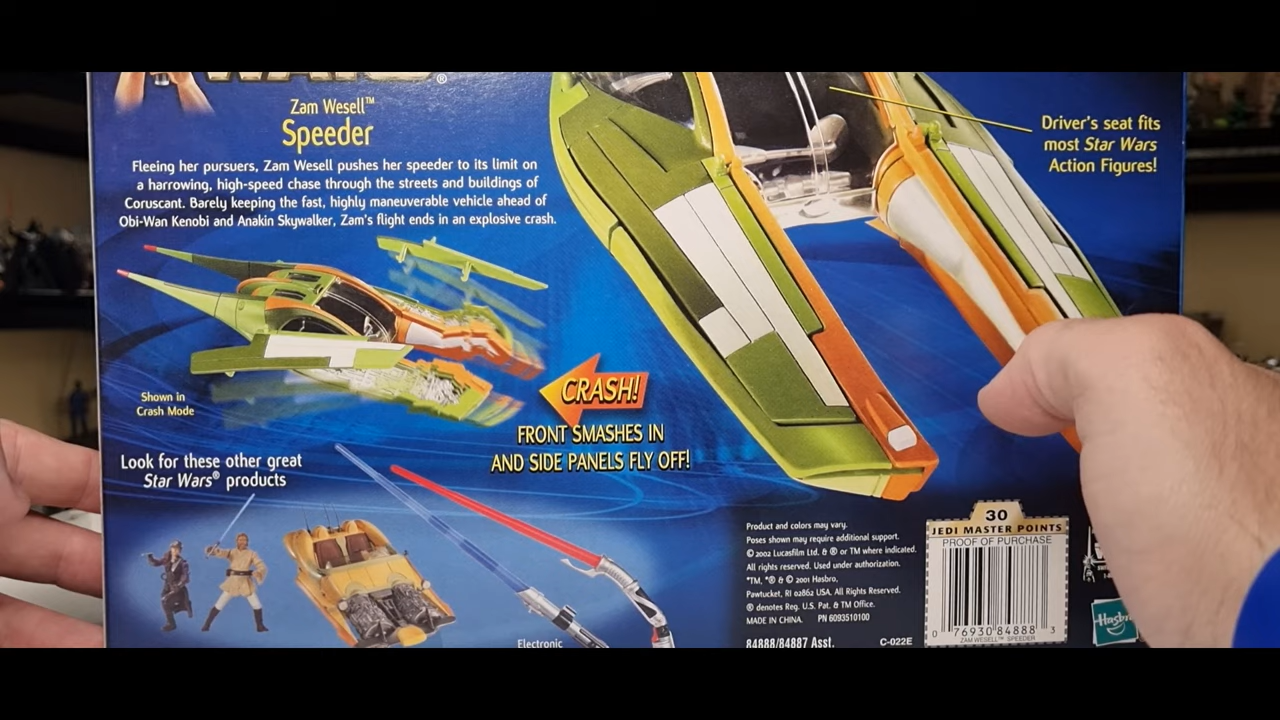 WARS®
Zam Wesell™
Speeder
Fleeing her pursuers, Zam Wesell pushes her speeder to its limit on
a harrowing, high-speed chase through the streets and buildings of
Coruscant. Barely keeping the fast, highly maneuverable vehicle ahead of
Obi-Wan Kenobi and Anakin Skywalker, Zam's flight ends in an explosive crash.
Driver's seat fits
most Star Wars
Action Figures!
Shown in
Crash Mode
CRASH!
FRONT SMASHES IN
AND SIDE PANELS FLY OFF!
Look for these other great
Star Wars® products
Electronic
Product and colors may vary.
Poses shown may require additional support.
© 2002 Lucasfilm Ltd. & ® or TM where indicated.
All rights reserved. Used under authorization.
®* ™ & © 2001 Hasbro,
Pawtucket, RI 02862 USA. All Rights Reserved.
® denotes Reg. U.S. Pat. & TM Office.
MADE IN CHINA. PN 6093510100
84888/84887 Asst. C-022E
30
JEDI MASTER POINTS
PROOF OF PURCHASE
0 76930 84888 3
ZAM WESELL™ SPEEDER
Hasbro